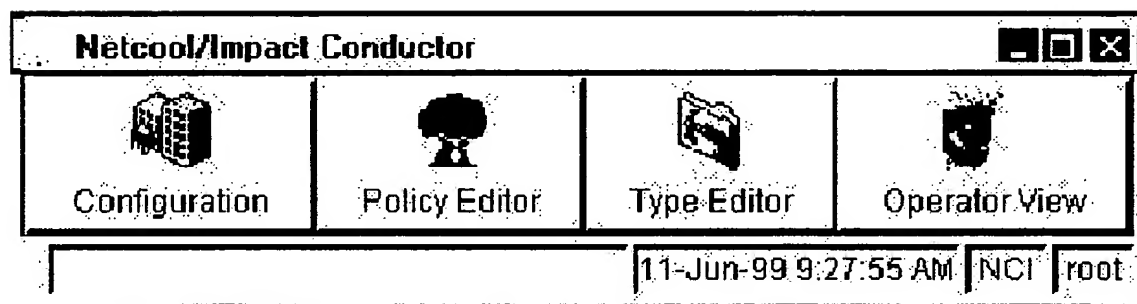 Netcool/Impact Conductor
Configuration Policy Editor Type Editor Operator View
11-Jun-99 9:27:55 AM NCI root